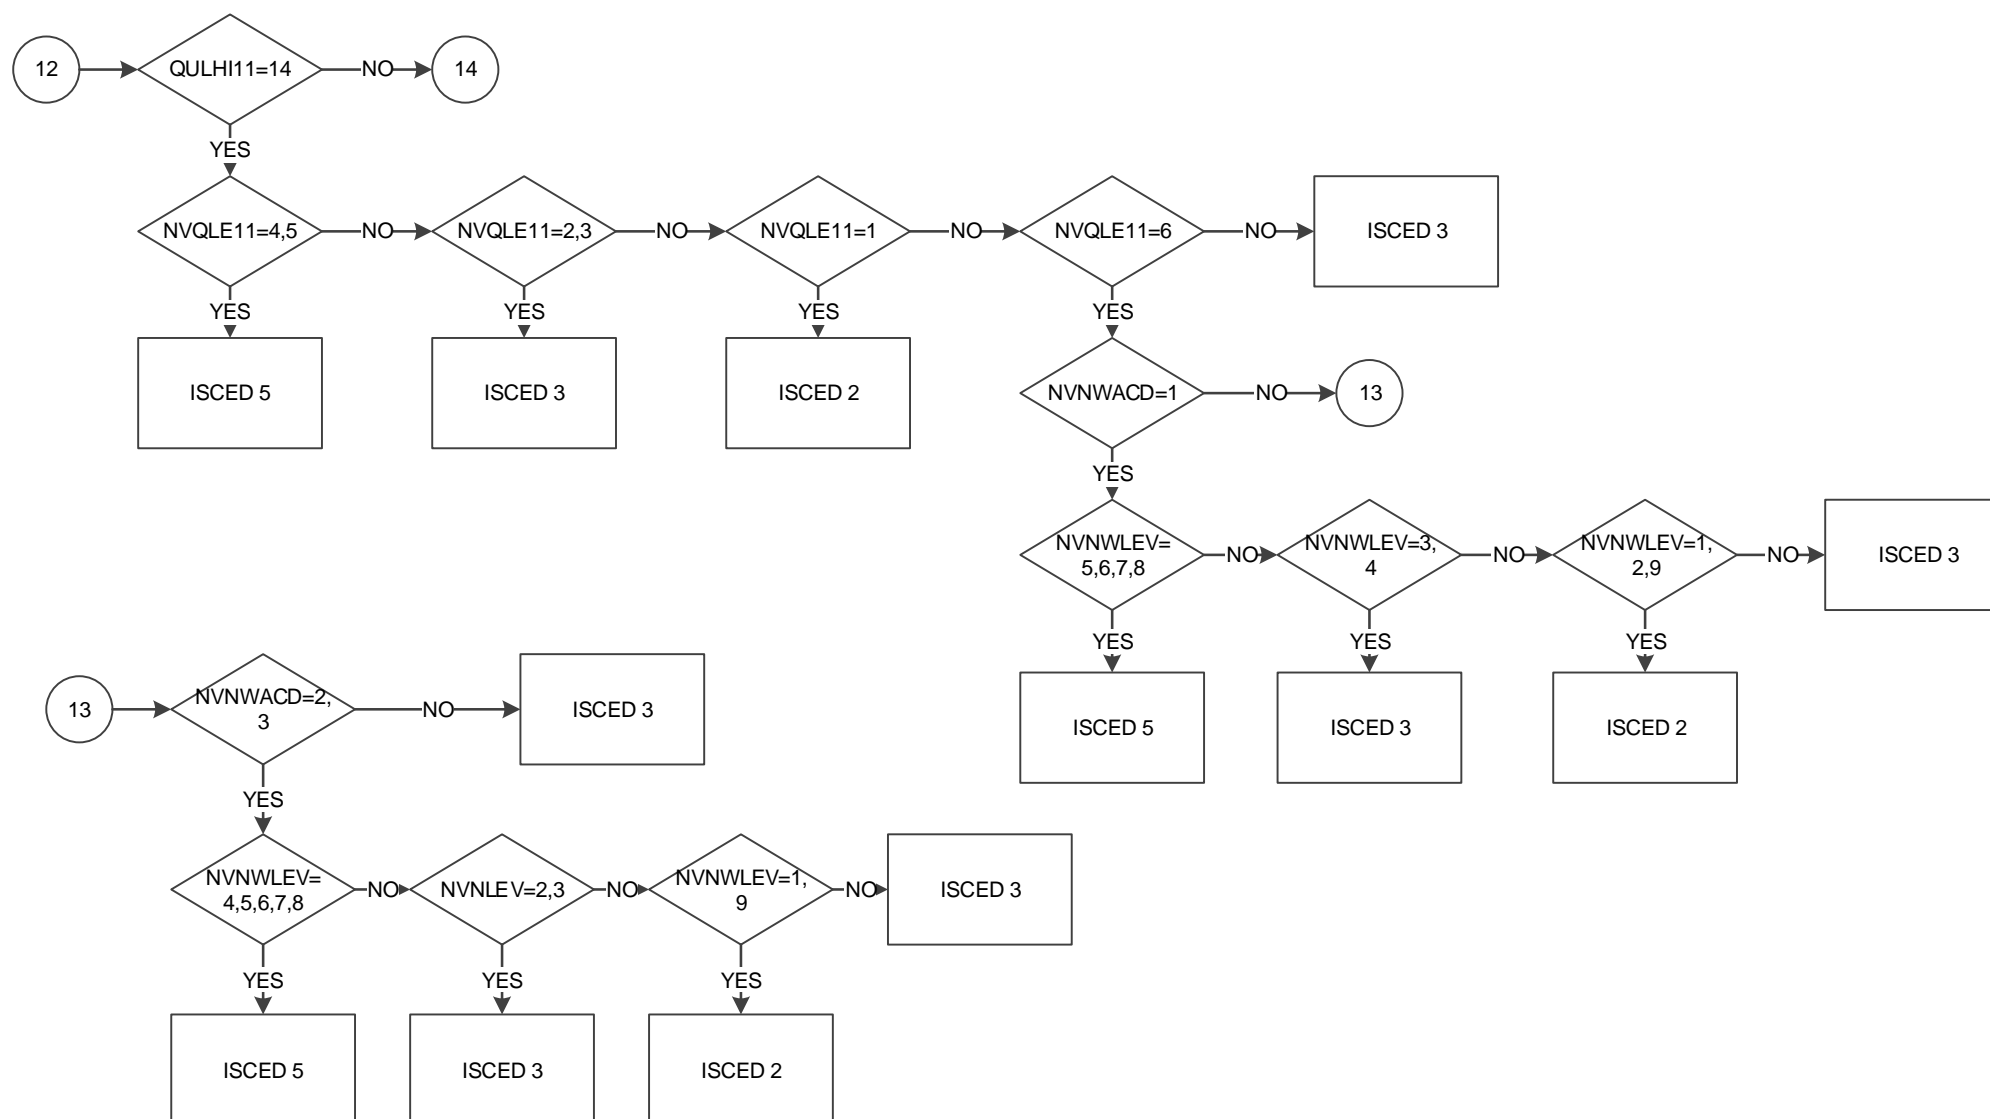 12
QULHI11=14
NO
14
YES
NVQLE11=4,5
NO
NVQLE11=2,3
NO
NVQLE11=1
NO
NVQLE11=6
NO
ISCED 3
YES
YES
YES
YES
ISCED 5
ISCED 3
ISCED 2
NVNWACD=1
NO
13
YES
NVNWLEV=
5,6,7,8
NO
NVNWLEV=3,
4
NO
NVNWLEV=1,
2,9
NO
ISCED 3
YES
YES
YES
ISCED 5
ISCED 3
ISCED 2
13
NVNWACD=2,
3
NO
ISCED 3
YES
NVNWLEV=
4,5,6,7,8
NO
NVNLEV=2,3
NO
NVNWLEV=1,
9
NO
ISCED 3
YES
YES
YES
ISCED 5
ISCED 3
ISCED 2